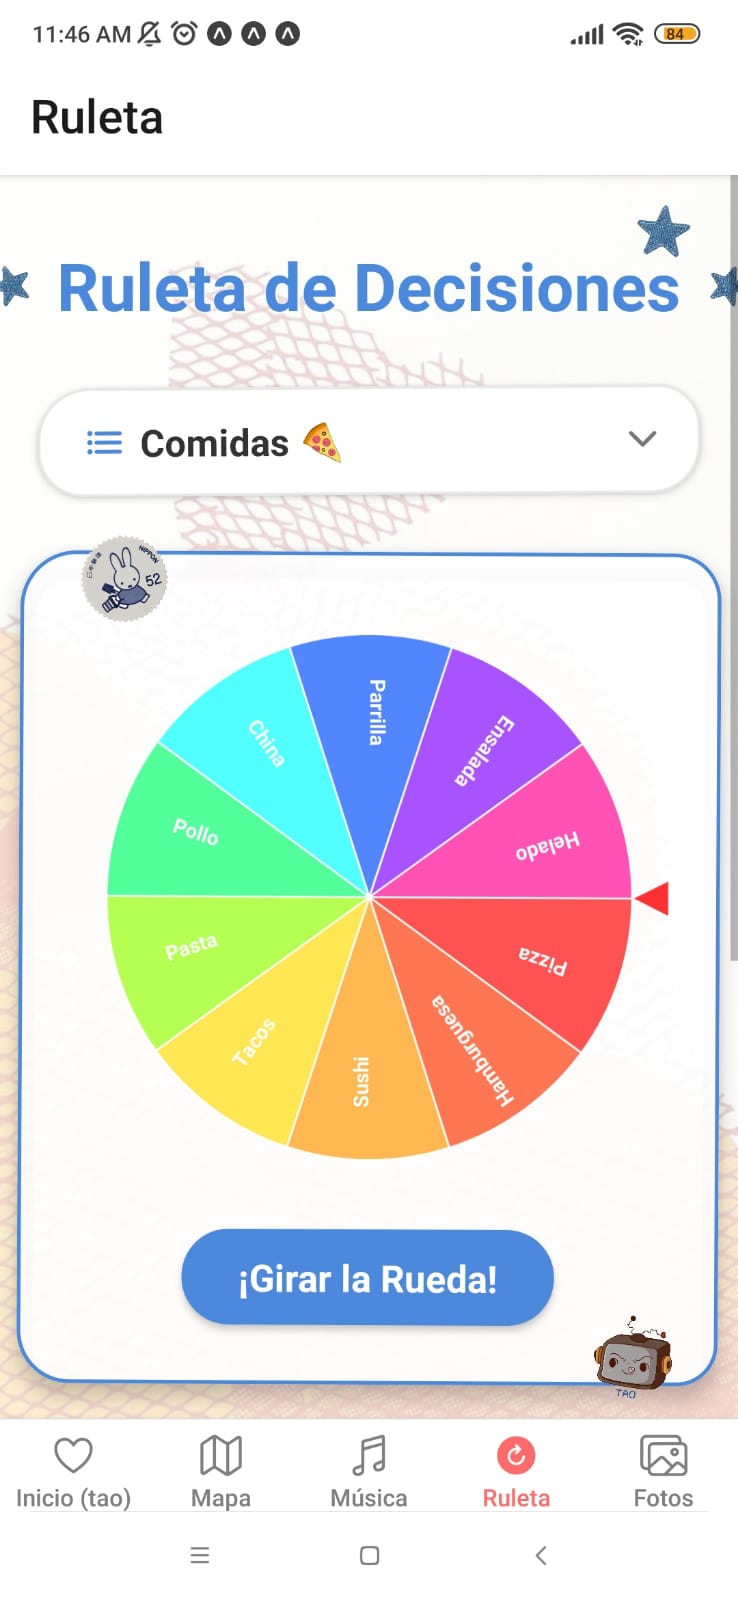 11:46 AM
84
Ruleta
Ruleta de Decisiones
Comidas
NIPPON
52
Parrilla
Ensalada
China
Helado
Pollo
Pizza
Pasta
Hamburguesa
Tacos
Sushi
¡Girar la Rueda!
TAO
Inicio (tao)
Mapa
Música
Ruleta
Fotos